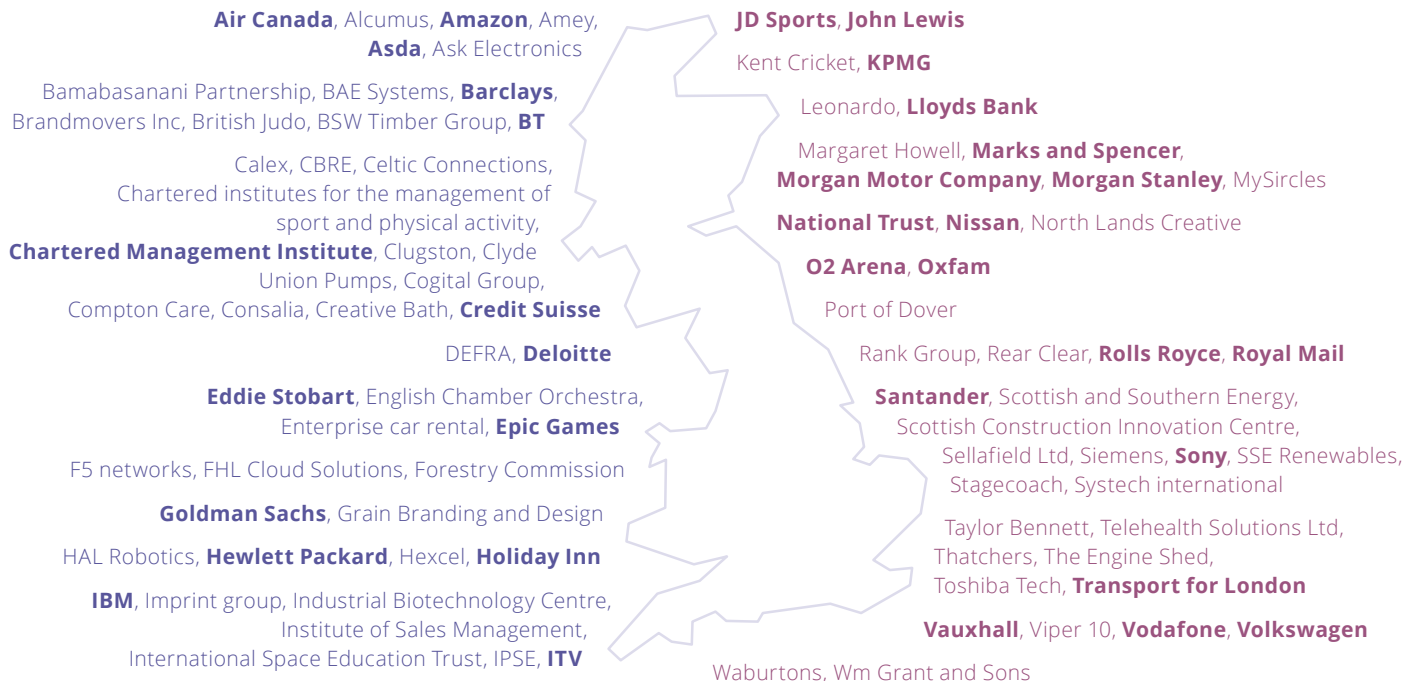 Air Canada, Alcumus, Amazon, Amey,
Asda, Ask Electronics
Bamabasanani Partnership, BAE Systems, Barclays,
Brandmovers Inc, British Judo, BSW Timber Group, BT
Calex, CBRE, Celtic Connections,
Chartered institutes for the management of
sport and physical activity,
Chartered Management Institute, Clugston, Clyde
Union Pumps, Cogital Group,
Compton Care, Consalia, Creative Bath, Credit Suisse
DEFRA, Deloitte
Eddie Stobart, English Chamber Orchestra,
Enterprise car rental, Epic Games
F5 networks, FHL Cloud Solutions, Forestry Commission
Goldman Sachs, Grain Branding and Design
HAL Robotics, Hewlett Packard, Hexcel, Holiday Inn
IBM, Imprint group, Industrial Biotechnology Centre,
Institute of Sales Management,
International Space Education Trust, IPSE, ITV
JD Sports, John Lewis
Kent Cricket, KPMG
Leonardo, Lloyds Bank
Margaret Howell, Marks and Spencer,
Morgan Motor Company, Morgan Stanley, MySircles
National Trust, Nissan, North Lands Creative
O2 Arena, Oxfam
Port of Dover
Rank Group, Rear Clear, Rolls Royce, Royal Mail
Santander, Scottish and Southern Energy,
Scottish Construction Innovation Centre,
Sellafield Ltd, Siemens, Sony, SSE Renewables,
Stagecoach, Systech international
Taylor Bennett, Telehealth Solutions Ltd,
Thatchers, The Engine Shed,
Toshiba Tech, Transport for London
Vauxhall, Viper 10, Vodafone, Volkswagen
Waburtons, Wm Grant and Sons